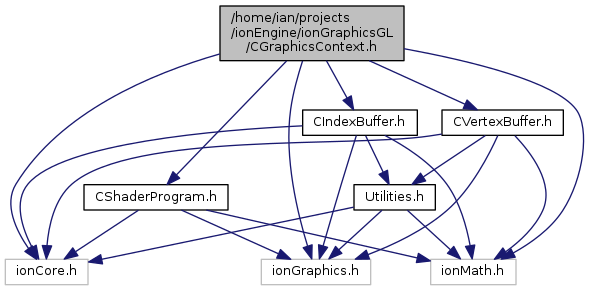 /home/ian/projects
/ionEngine/ionGraphicsGL
/CGraphicsContext.h
CIndexBuffer.h
CVertexBuffer.h
CShaderProgram.h
Utilities.h
ionCore.h
ionGraphics.h
ionMath.h